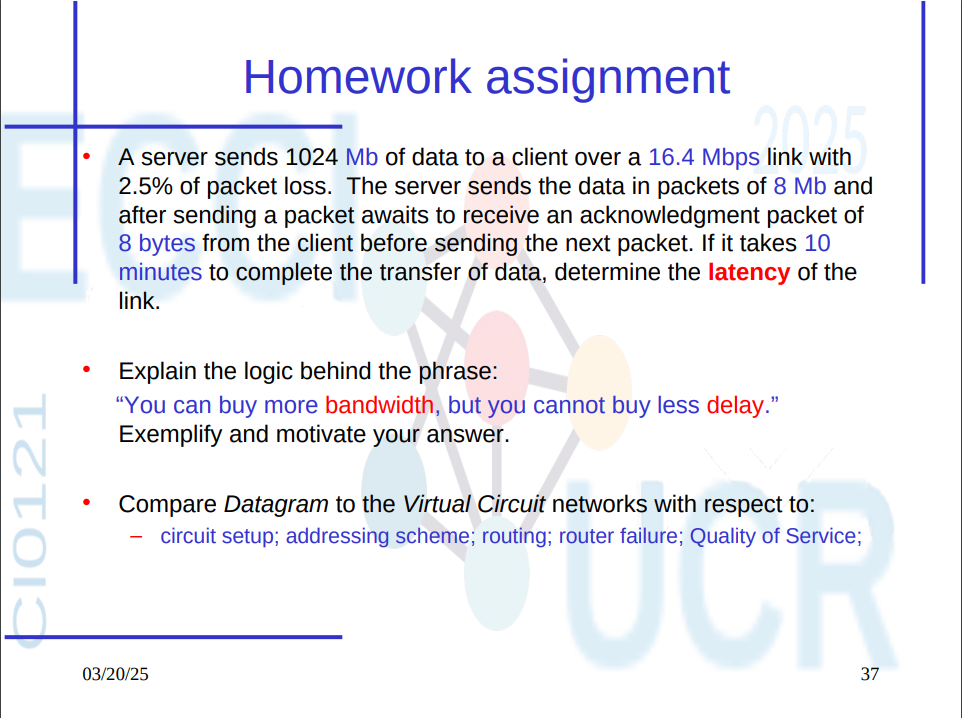 Homework assignment
ECCI
2025
• A server sends 1024 Mb of data to a client over a 16.4 Mbps link with
2.5% of packet loss. The server sends the data in packets of 8 Mb and
after sending a packet awaits to receive an acknowledgment packet of
8 bytes from the client before sending the next packet. If it takes 10
minutes to complete the transfer of data, determine the latency of the
link.
• Explain the logic behind the phrase:
“You can buy more bandwidth, but you cannot buy less delay.”
Exemplify and motivate your answer.
• Compare Datagram to the Virtual Circuit networks with respect to:
– circuit setup; addressing scheme; routing; router failure; Quality of Service;
CI0121
UCR
03/20/25
37